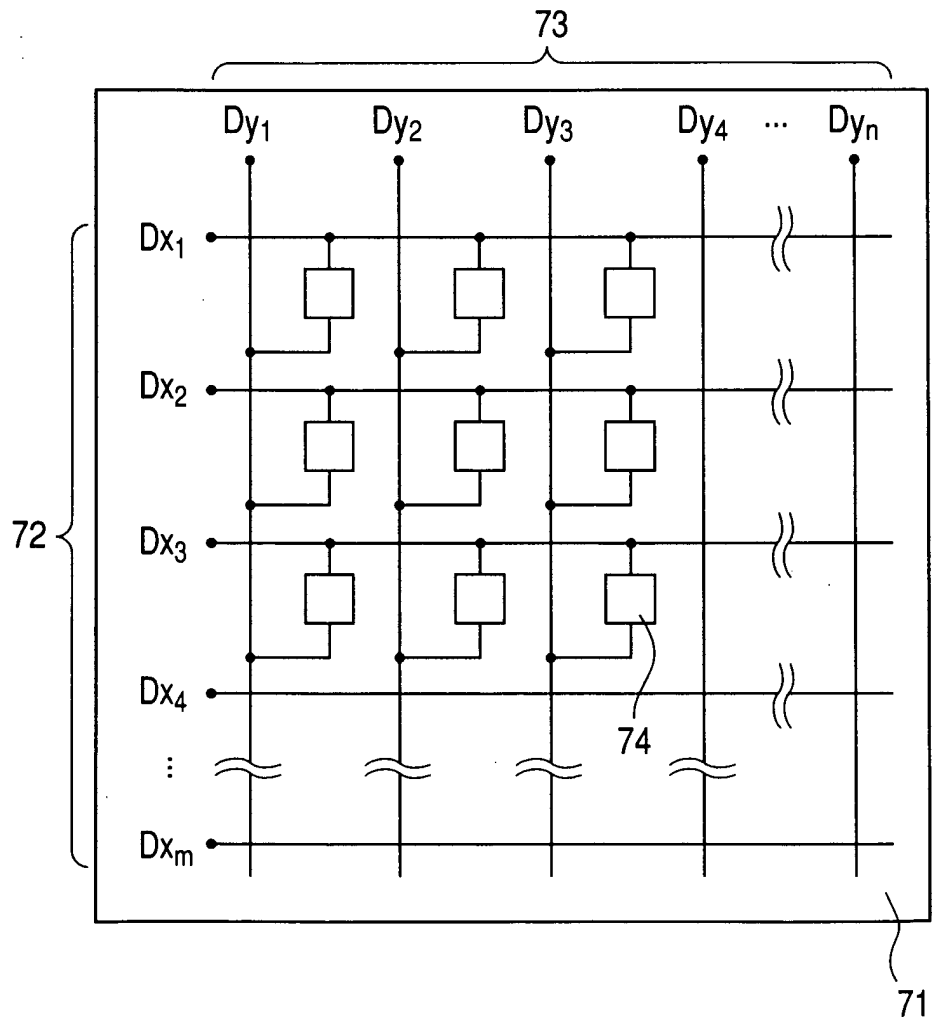 73
Dy₁ Dy₂ Dy₃ Dy₄ ... Dyₙ
Dx₁
Dx₂
72
Dx₃
Dx₄
74
⋮
Dxₘ
71